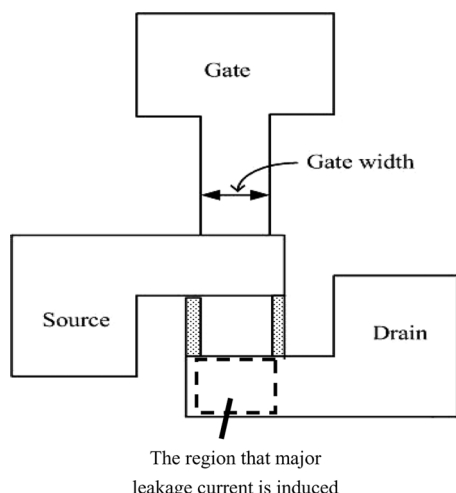 Gate
Gate width
Source
Drain
The region that major
leakage current is induced